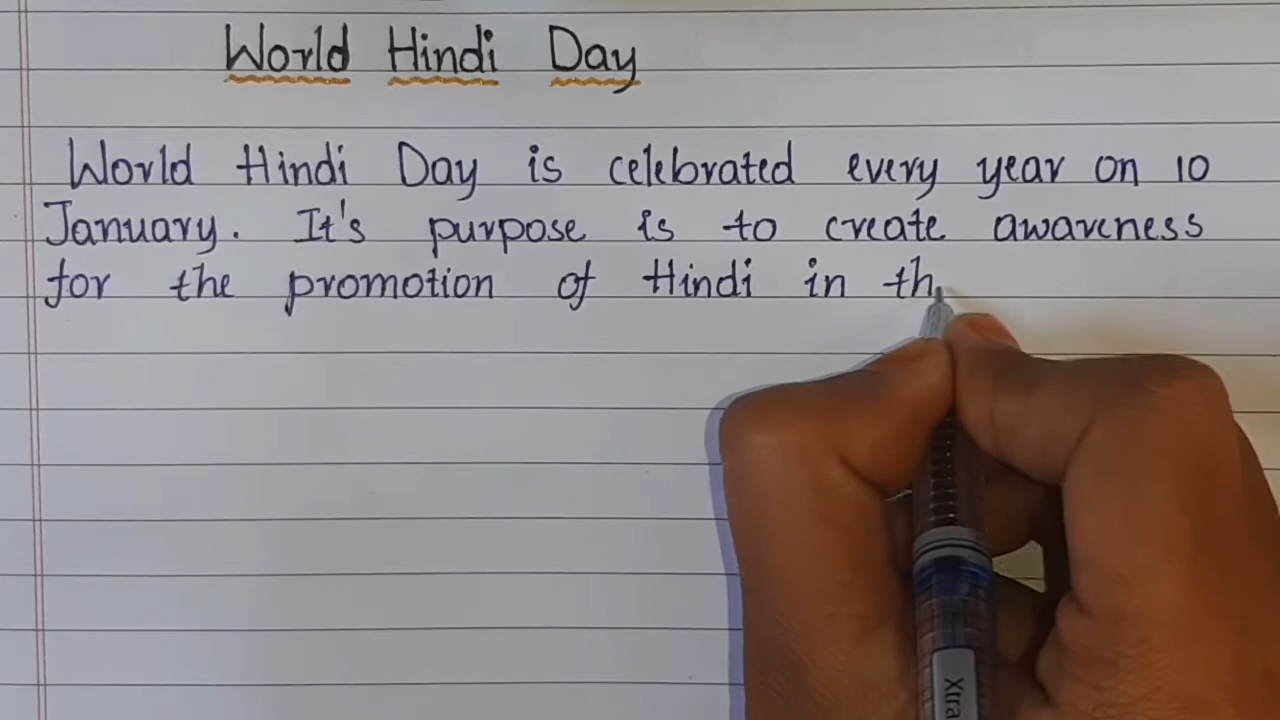 World Hindi Day
World Hindi Day is celebrated every year on 10
January. It's purpose is to create awareness
for the promotion of Hindi in th
Xtra